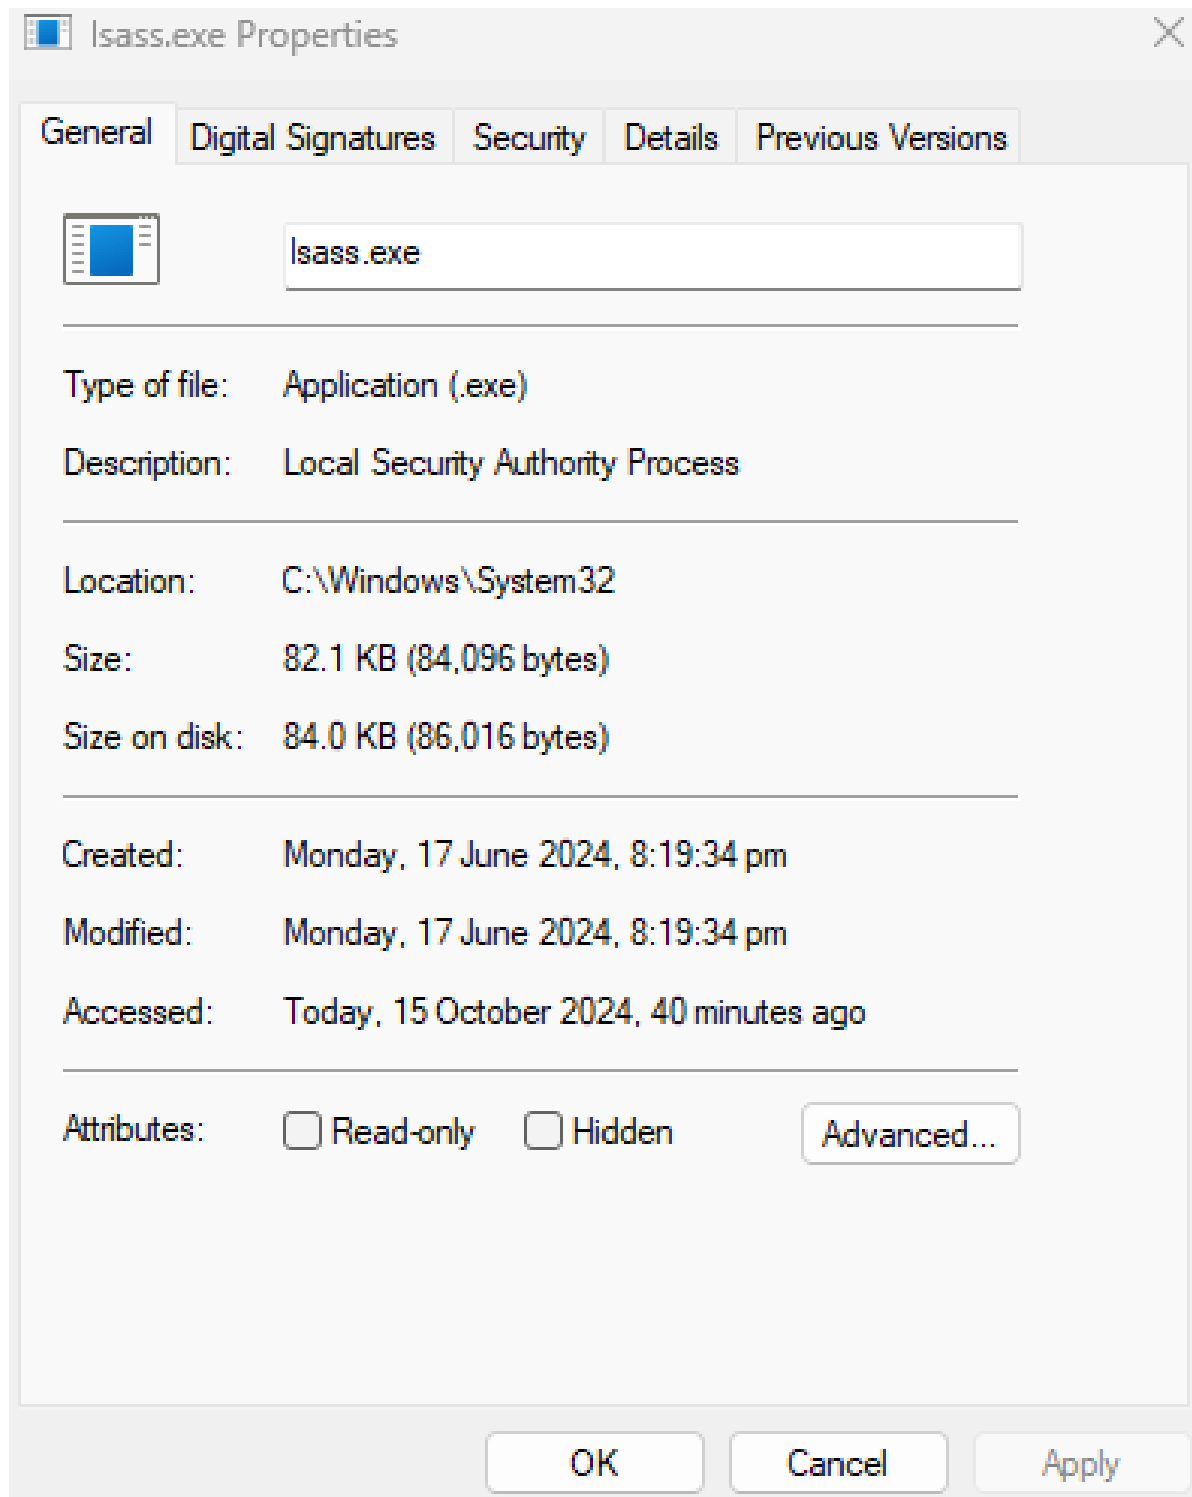 lsass.exe Properties
General Digital Signatures Security Details Previous Versions
lsass.exe
Type of file: Application (.exe)
Description: Local Security Authority Process
Location: C:\Windows\System32
Size: 82.1 KB (84,096 bytes)
Size on disk: 84.0 KB (86,016 bytes)
Created: Monday, 17 June 2024, 8:19:34 pm
Modified: Monday, 17 June 2024, 8:19:34 pm
Accessed: Today, 15 October 2024, 40 minutes ago
Attributes: Read-only Hidden Advanced...
OK Cancel Apply